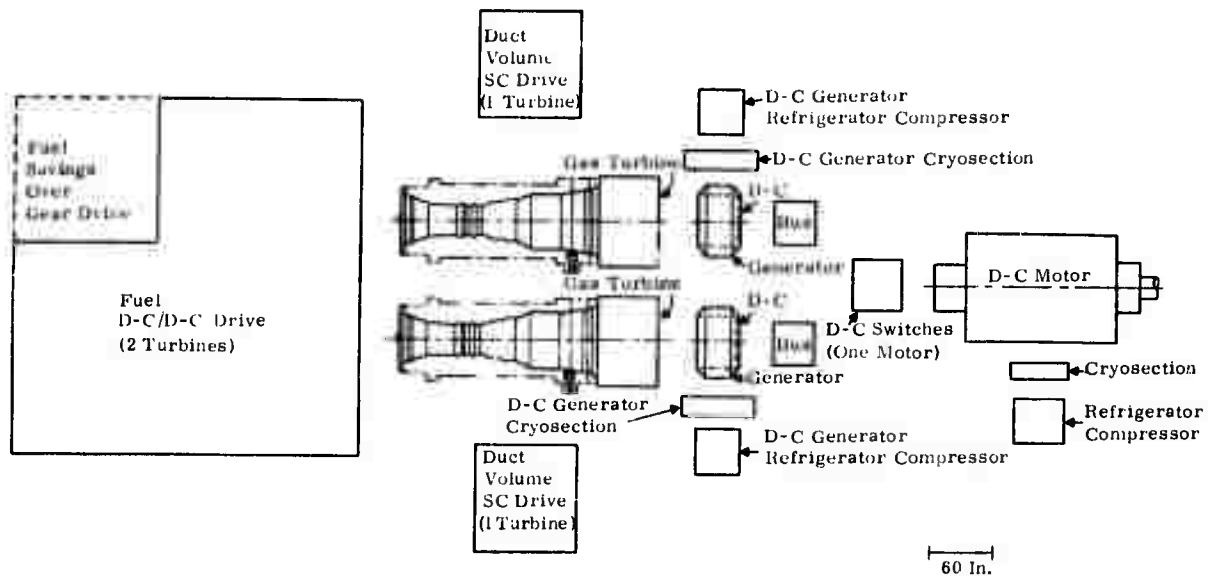 Duct
Volume
SC Drive
(1 Turbine)
D-C Generator
Refrigerator Compressor
Fuel
Savings
Over
Gear Drive
Gas Turbine
D-C Generator Cryosection
D-C
Generator
Bus
D-C Motor
Gas Turbine
D-C
Generator
Bus
D-C Switches
(One Motor)
Fuel
D-C/D-C Drive
(2 Turbines)
Cryosection
D-C Generator
Cryosection
Refrigerator
Compressor
D-C Generator
Refrigerator Compressor
Duct
Volume
SC Drive
(1 Turbine)
60 In.